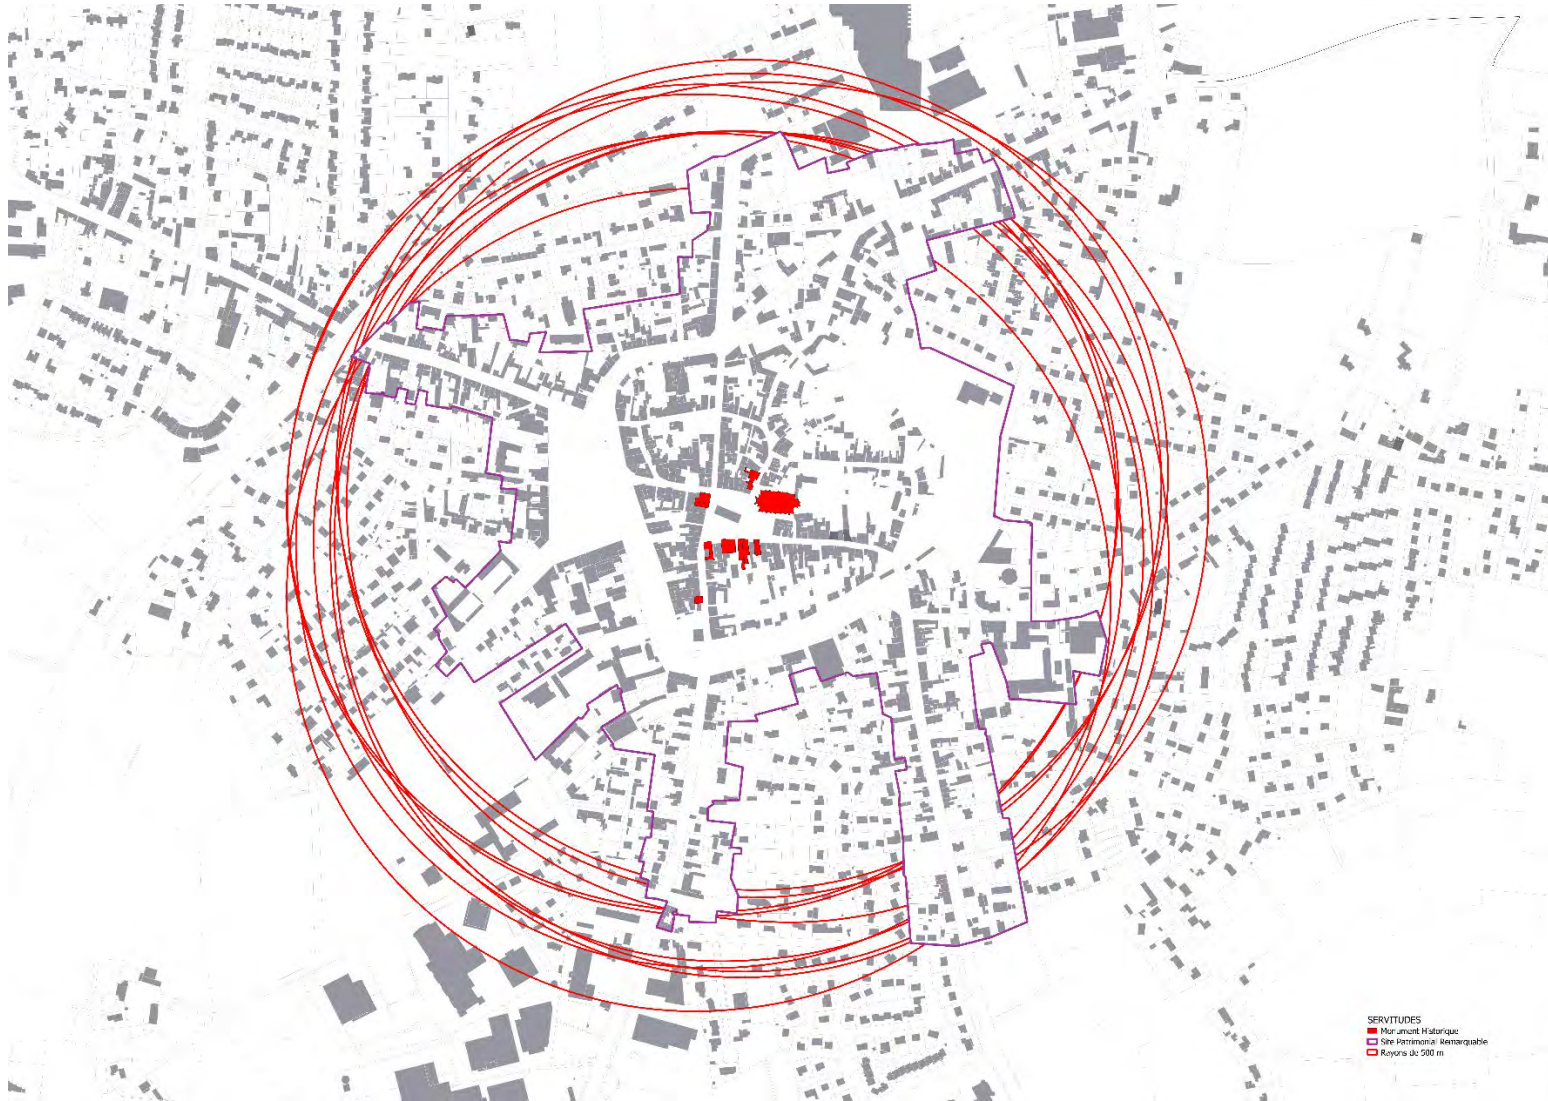 SERVITUDES
Monument Historique
Site Patrimonial Remarquable
Rayons de 500 m